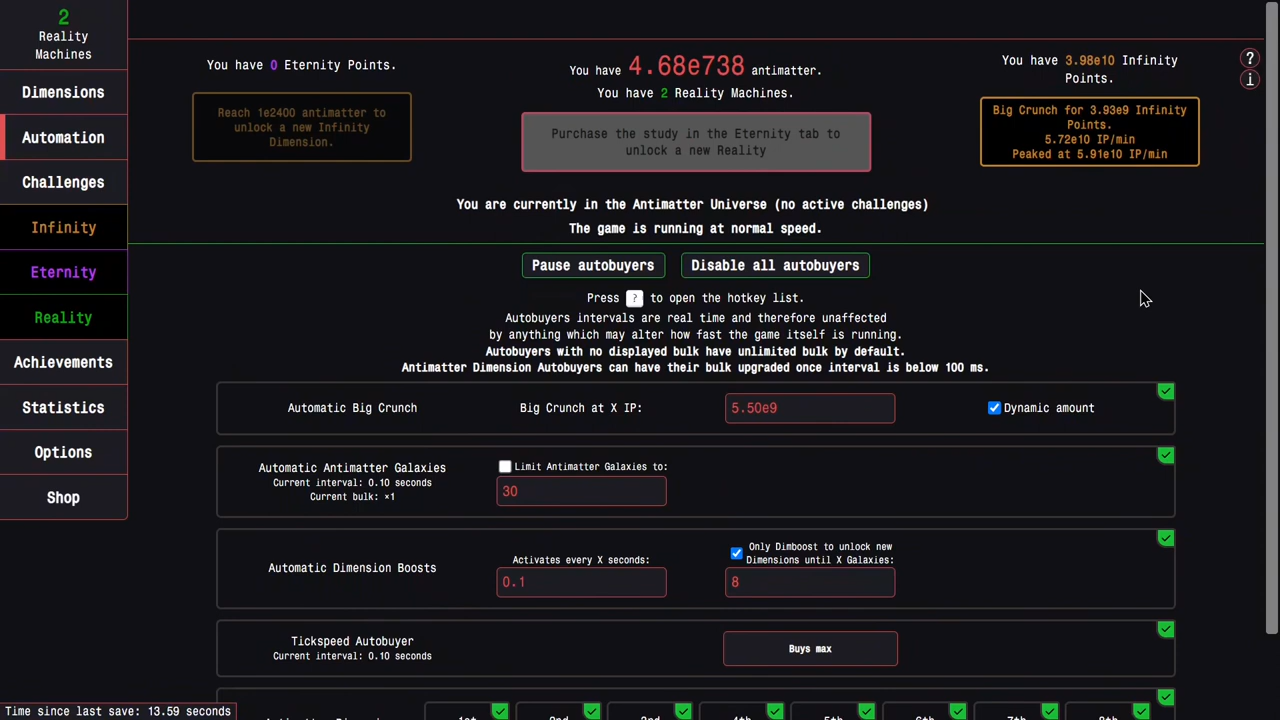 2
Reality
Machines
Dimensions
Automation
Challenges
Infinity
Eternity
Reality
Achievements
Statistics
Options
Shop
You have 0 Eternity Points.
Reach 1e2400 antimatter to
unlock a new Infinity
Dimension.
You have 4.68e738 antimatter.
You have 2 Reality Machines.
Purchase the study in the Eternity tab to
unlock a new Reality
You have 3.98e10 Infinity
Points.
Big Crunch for 3.93e9 Infinity
Points.
5.72e10 IP/min
Peaked at 5.91e10 IP/min
?
i
You are currently in the Antimatter Universe (no active challenges)
The game is running at normal speed.
Pause autobuyers
Disable all autobuyers
Press ? to open the hotkey list.
Autobuyers intervals are real time and therefore unaffected
by anything which may alter how fast the game itself is running.
Autobuyers with no displayed bulk have unlimited bulk by default.
Antimatter Dimension Autobuyers can have their bulk upgraded once interval is below 100 ms.
Automatic Big Crunch
Big Crunch at X IP:
5.50e9
Dynamic amount
Automatic Antimatter Galaxies
Current interval: 0.10 seconds
Current bulk: ×1
Limit Antimatter Galaxies to:
30
Automatic Dimension Boosts
Activates every X seconds:
0.1
Only Dimboost to unlock new
Dimensions until X Galaxies:
8
Tickspeed Autobuyer
Current interval: 0.10 seconds
Buys max
Time since last save: 13.59 seconds